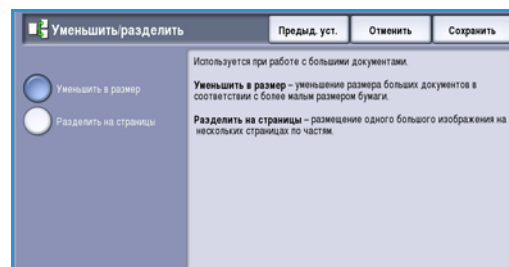 Уменьшить/разделить
Предыд. уст.
Отменить
Сохранить
Используется при работе с большими документами.
Уменьшить в размер
Уменьшить в размер – уменьшение размера больших документов в
соответствии с более малым размером бумаги.
Разделить на страницы
Разделить на страницы – размещение одного большого изображения на
нескольких страницах по частям.